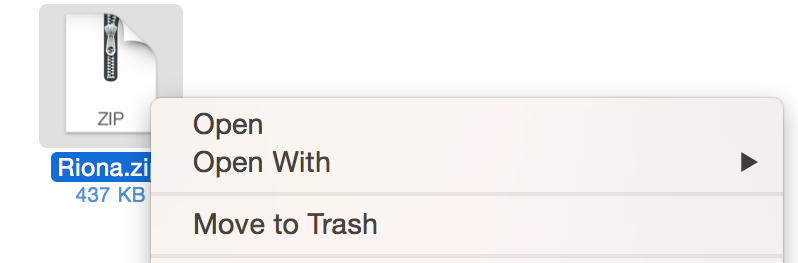 ZIP
Open
Open With
Riona.zi
437 KB
Move to Trash